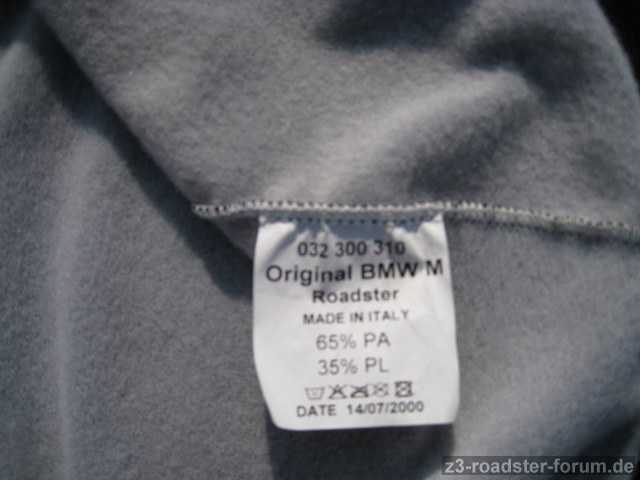 032 300 310
Original BMW M
Roadster
MADE IN ITALY
65% PA
35% PL
DATE 14/07/2000
z3-roadster-forum.de